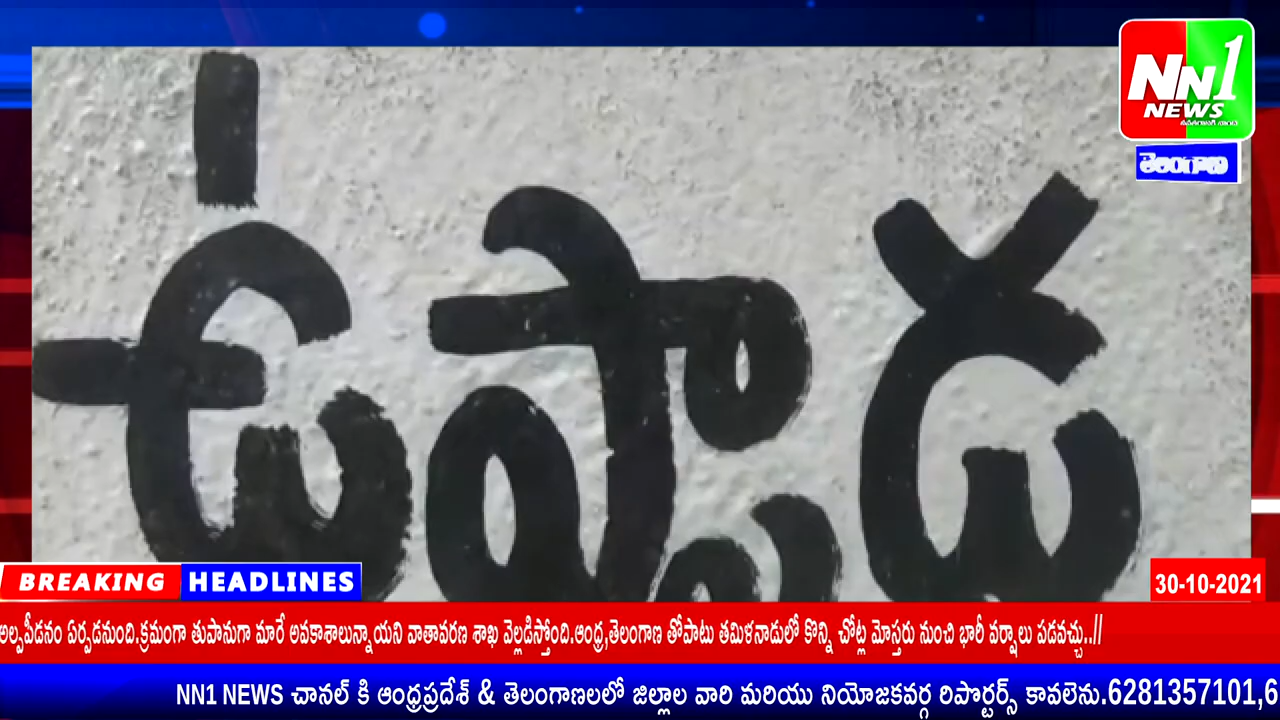 NN1
NEWS
తెలంగాణ
ఉప్పాడ
BREAKING HEADLINES
30-10-2021
అల్పపీడనం ఏర్పడనుంది.క్రమంగా తుపానుగా మారే అవకాశాలున్నాయని వాతావరణ శాఖ వెల్లడిస్తోంది.ఆంధ్ర,తెలంగాణ తోపాటు తమిళనాడులో కొన్ని చోట్ల మోస్తరు నుంచి భారీ వర్షాలు పడవచ్చు..//
NN1 NEWS చానల్ కి ఆంధ్రప్రదేశ్ & తెలంగాణలలో జిల్లాల వారి మరియు నియోజకవర్గ రిపొర్టర్స్ కావలెను.6281357101,6